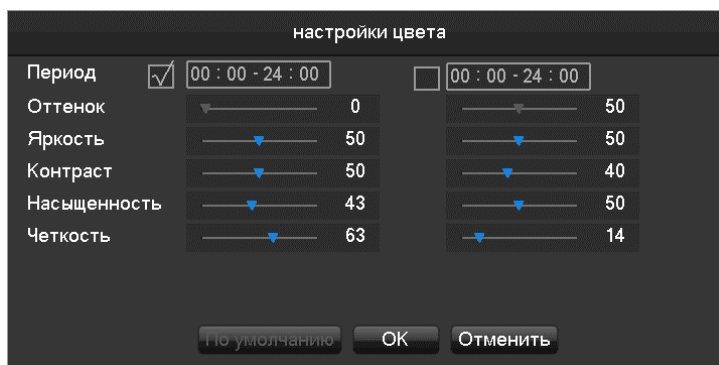 настройки цвета
Период 00 : 00 - 24 : 00 00 : 00 - 24 : 00
Оттенок 0 50
Яркость 50 50
Контраст 50 40
Насыщенность 43 50
Четкость 63 14
По умолчанию OK Отменить